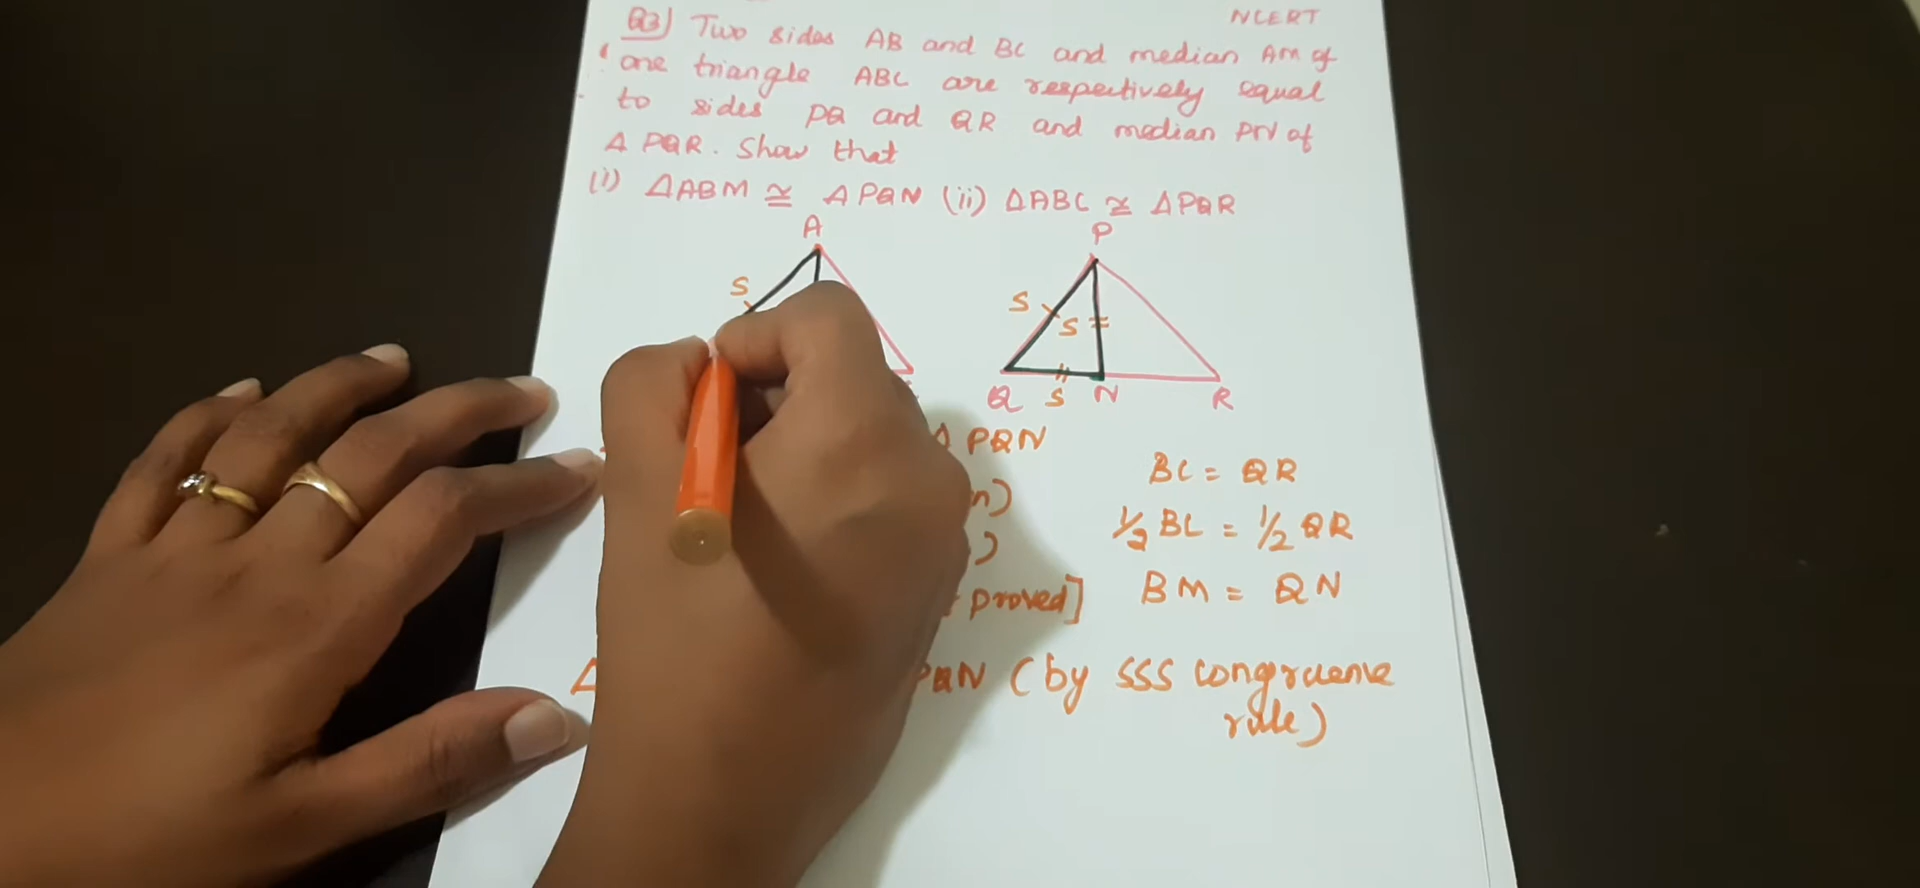 NCERT
Q3) Two sides AB and BC and median AM of
one triangle ABC are respectively equal
to sides PQ and QR and median PN of
Δ PQR. Show that
(i) ΔABM ≅ ΔPQN (ii) ΔABC ≅ ΔPQR
A P
S S S
Q S N R
Δ PQN
BC = QR
1/2 BC = 1/2 QR
proved] BM = QN
Δ PQN (by SSS congruence
rule)